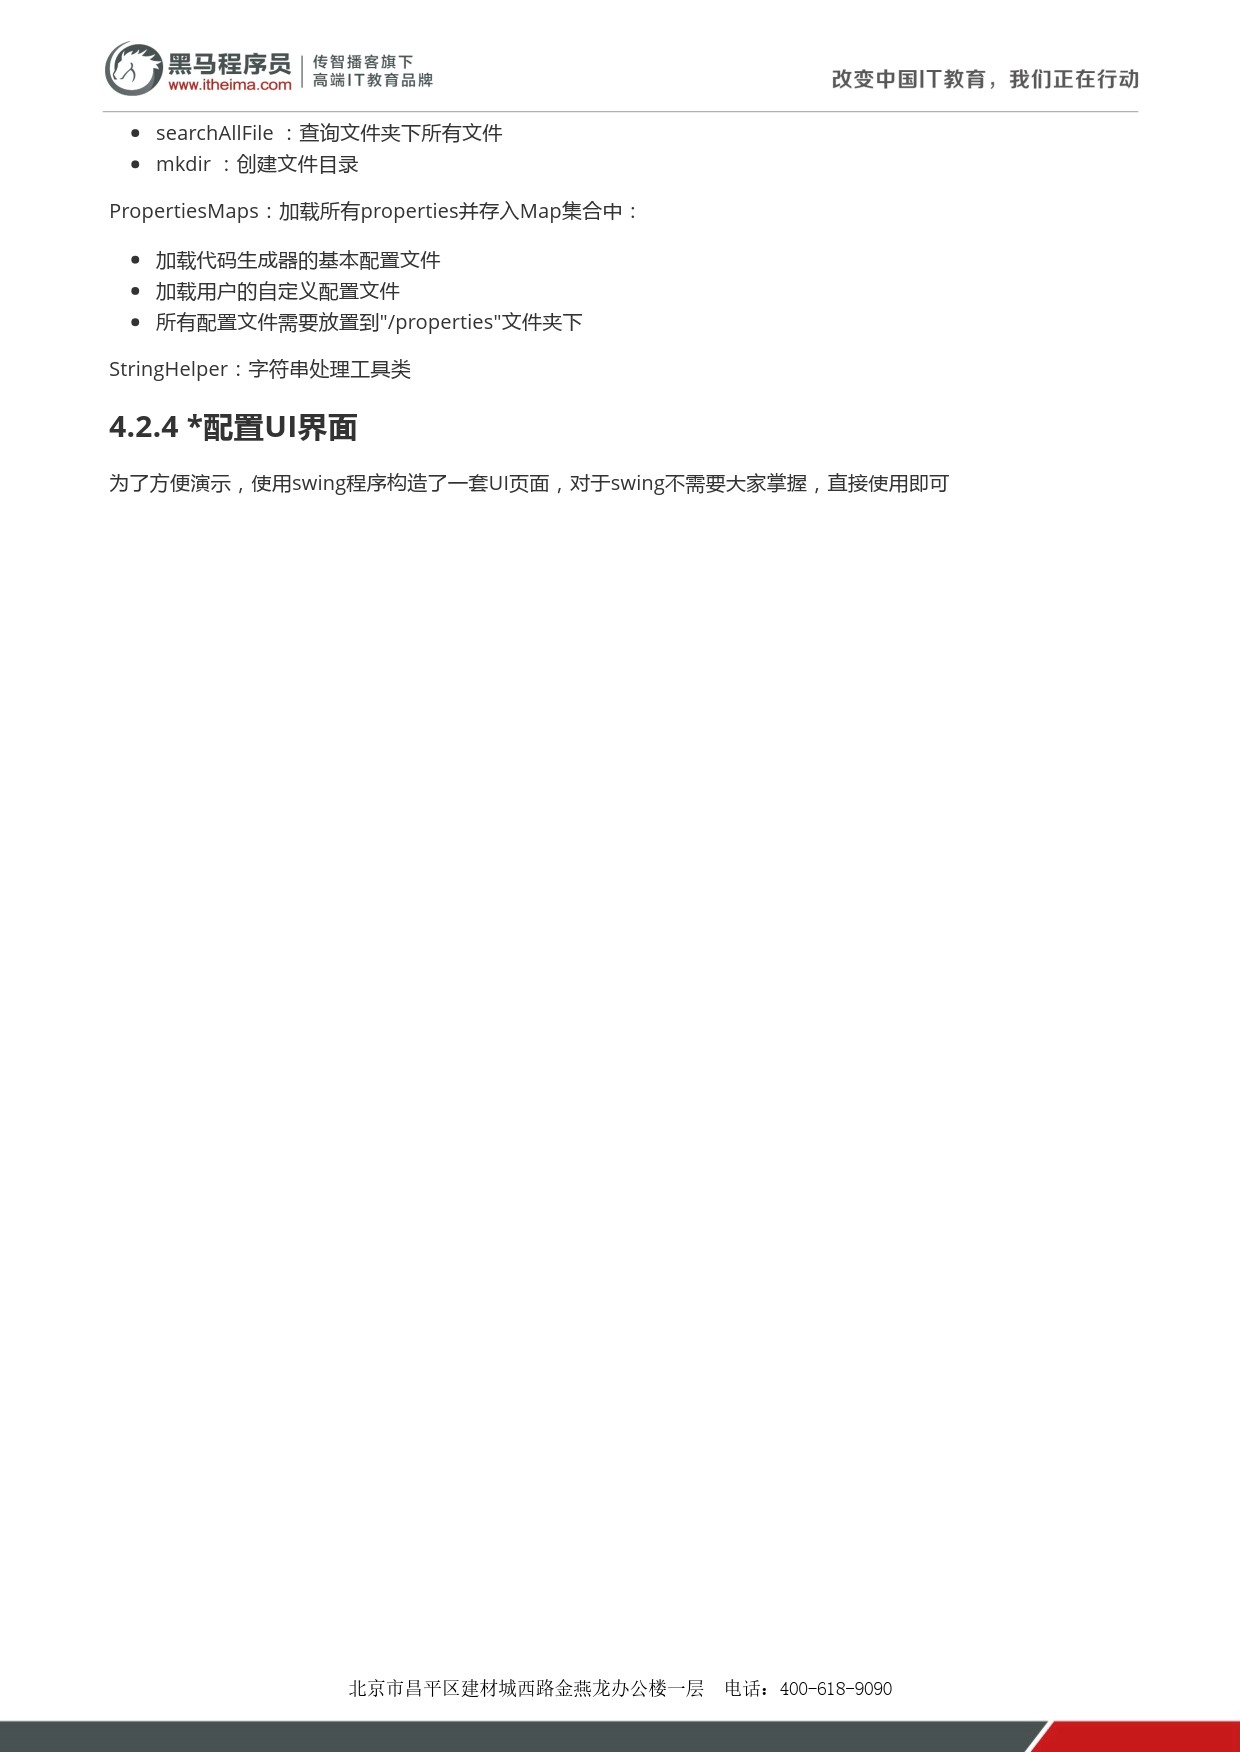 黑马程序员
www.itheima.com
传智播客旗下
高端IT教育品牌
改变中国IT教育，我们正在行动
searchAllFile ：查询文件夹下所有文件
mkdir ：创建文件目录
PropertiesMaps：加载所有properties并存入Map集合中：
加载代码生成器的基本配置文件
加载用户的自定义配置文件
所有配置文件需要放置到"/properties"文件夹下
StringHelper：字符串处理工具类
4.2.4 *配置UI界面
为了方便演示，使用swing程序构造了一套UI页面，对于swing不需要大家掌握，直接使用即可
北京市昌平区建材城西路金燕龙办公楼一层 电话：400-618-9090